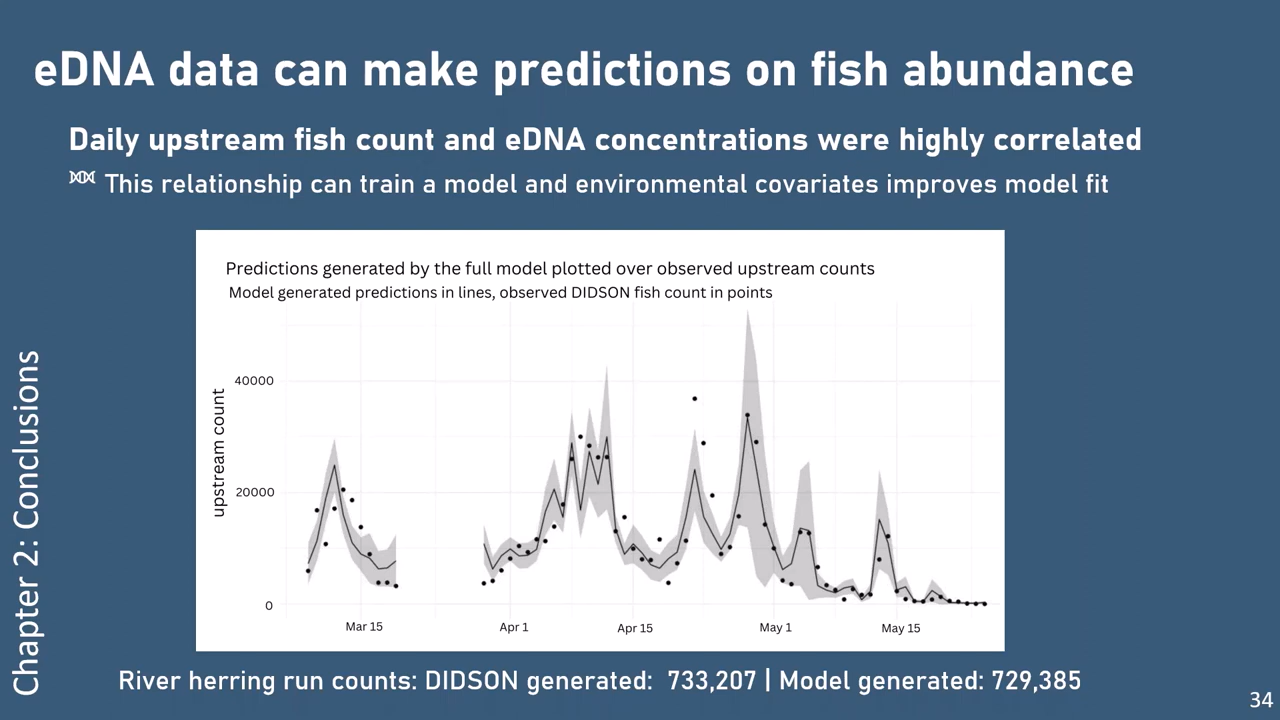 eDNA data can make predictions on fish abundance
Daily upstream fish count and eDNA concentrations were highly correlated
This relationship can train a model and environmental covariates improves model fit
Predictions generated by the full model plotted over observed upstream counts
Model generated predictions in lines, observed DIDSON fish count in points
upstream count
40000
20000
0
Mar 15
Apr 1
Apr 15
May 1
May 15
Chapter 2: Conclusions
River herring run counts: DIDSON generated: 733,207 | Model generated: 729,385
34